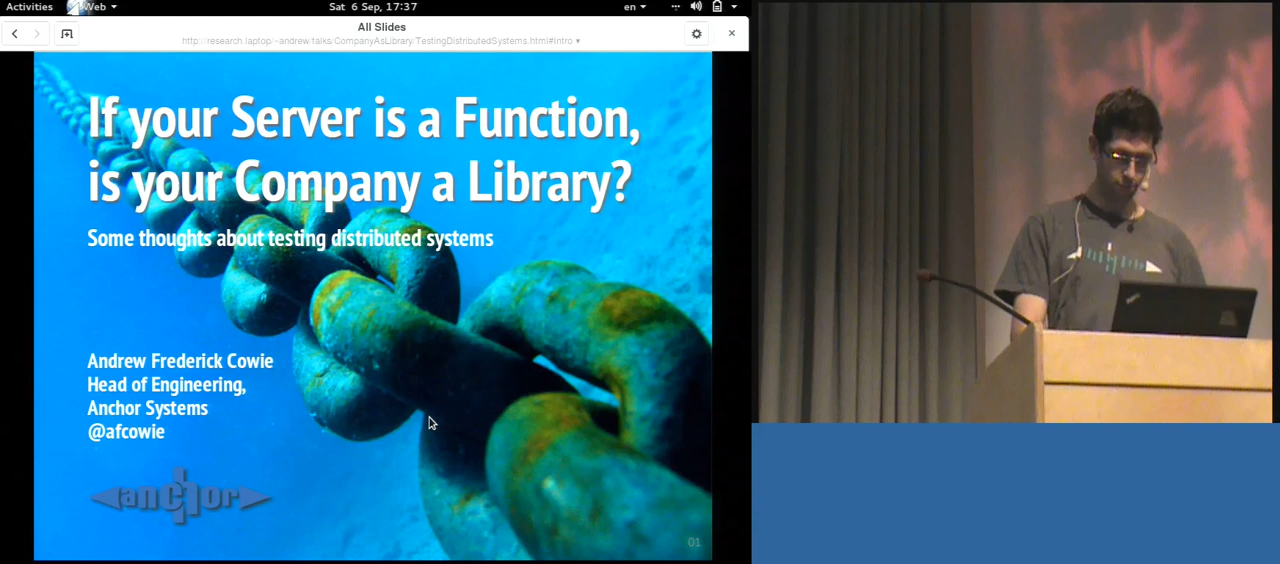 Activities
Web
Sat 6 Sep, 17:37
en
All Slides
http://research.laptop/~andrew/talks/CompanyAsLibrary/TestingDistributedSystems.html#Intro
If your Server is a Function,
is your Company a Library?
Some thoughts about testing distributed systems
Andrew Frederick Cowie
Head of Engineering,
Anchor Systems
@afcowie
anchor
01